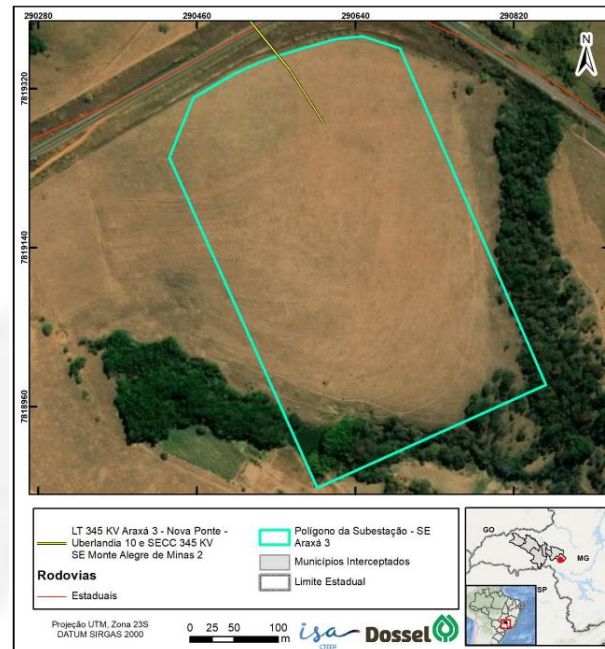 290280 290460 290640 290820
N
7819320
7819140
7818960
LT 345 KV Araxá 3 - Nova Ponte -
Uberlandia 10 e SECC 345 KV
SE Monte Alegre de Minas 2
Rodovias
Estaduais
Polígono da Subestação - SE
Araxá 3
Municípios Interceptados
Limite Estadual
GO
MG
SP
Projeção UTM, Zona 23S
DATUM SIRGAS 2000
0 25 50 100
m
isa
CTEEP
Dossel